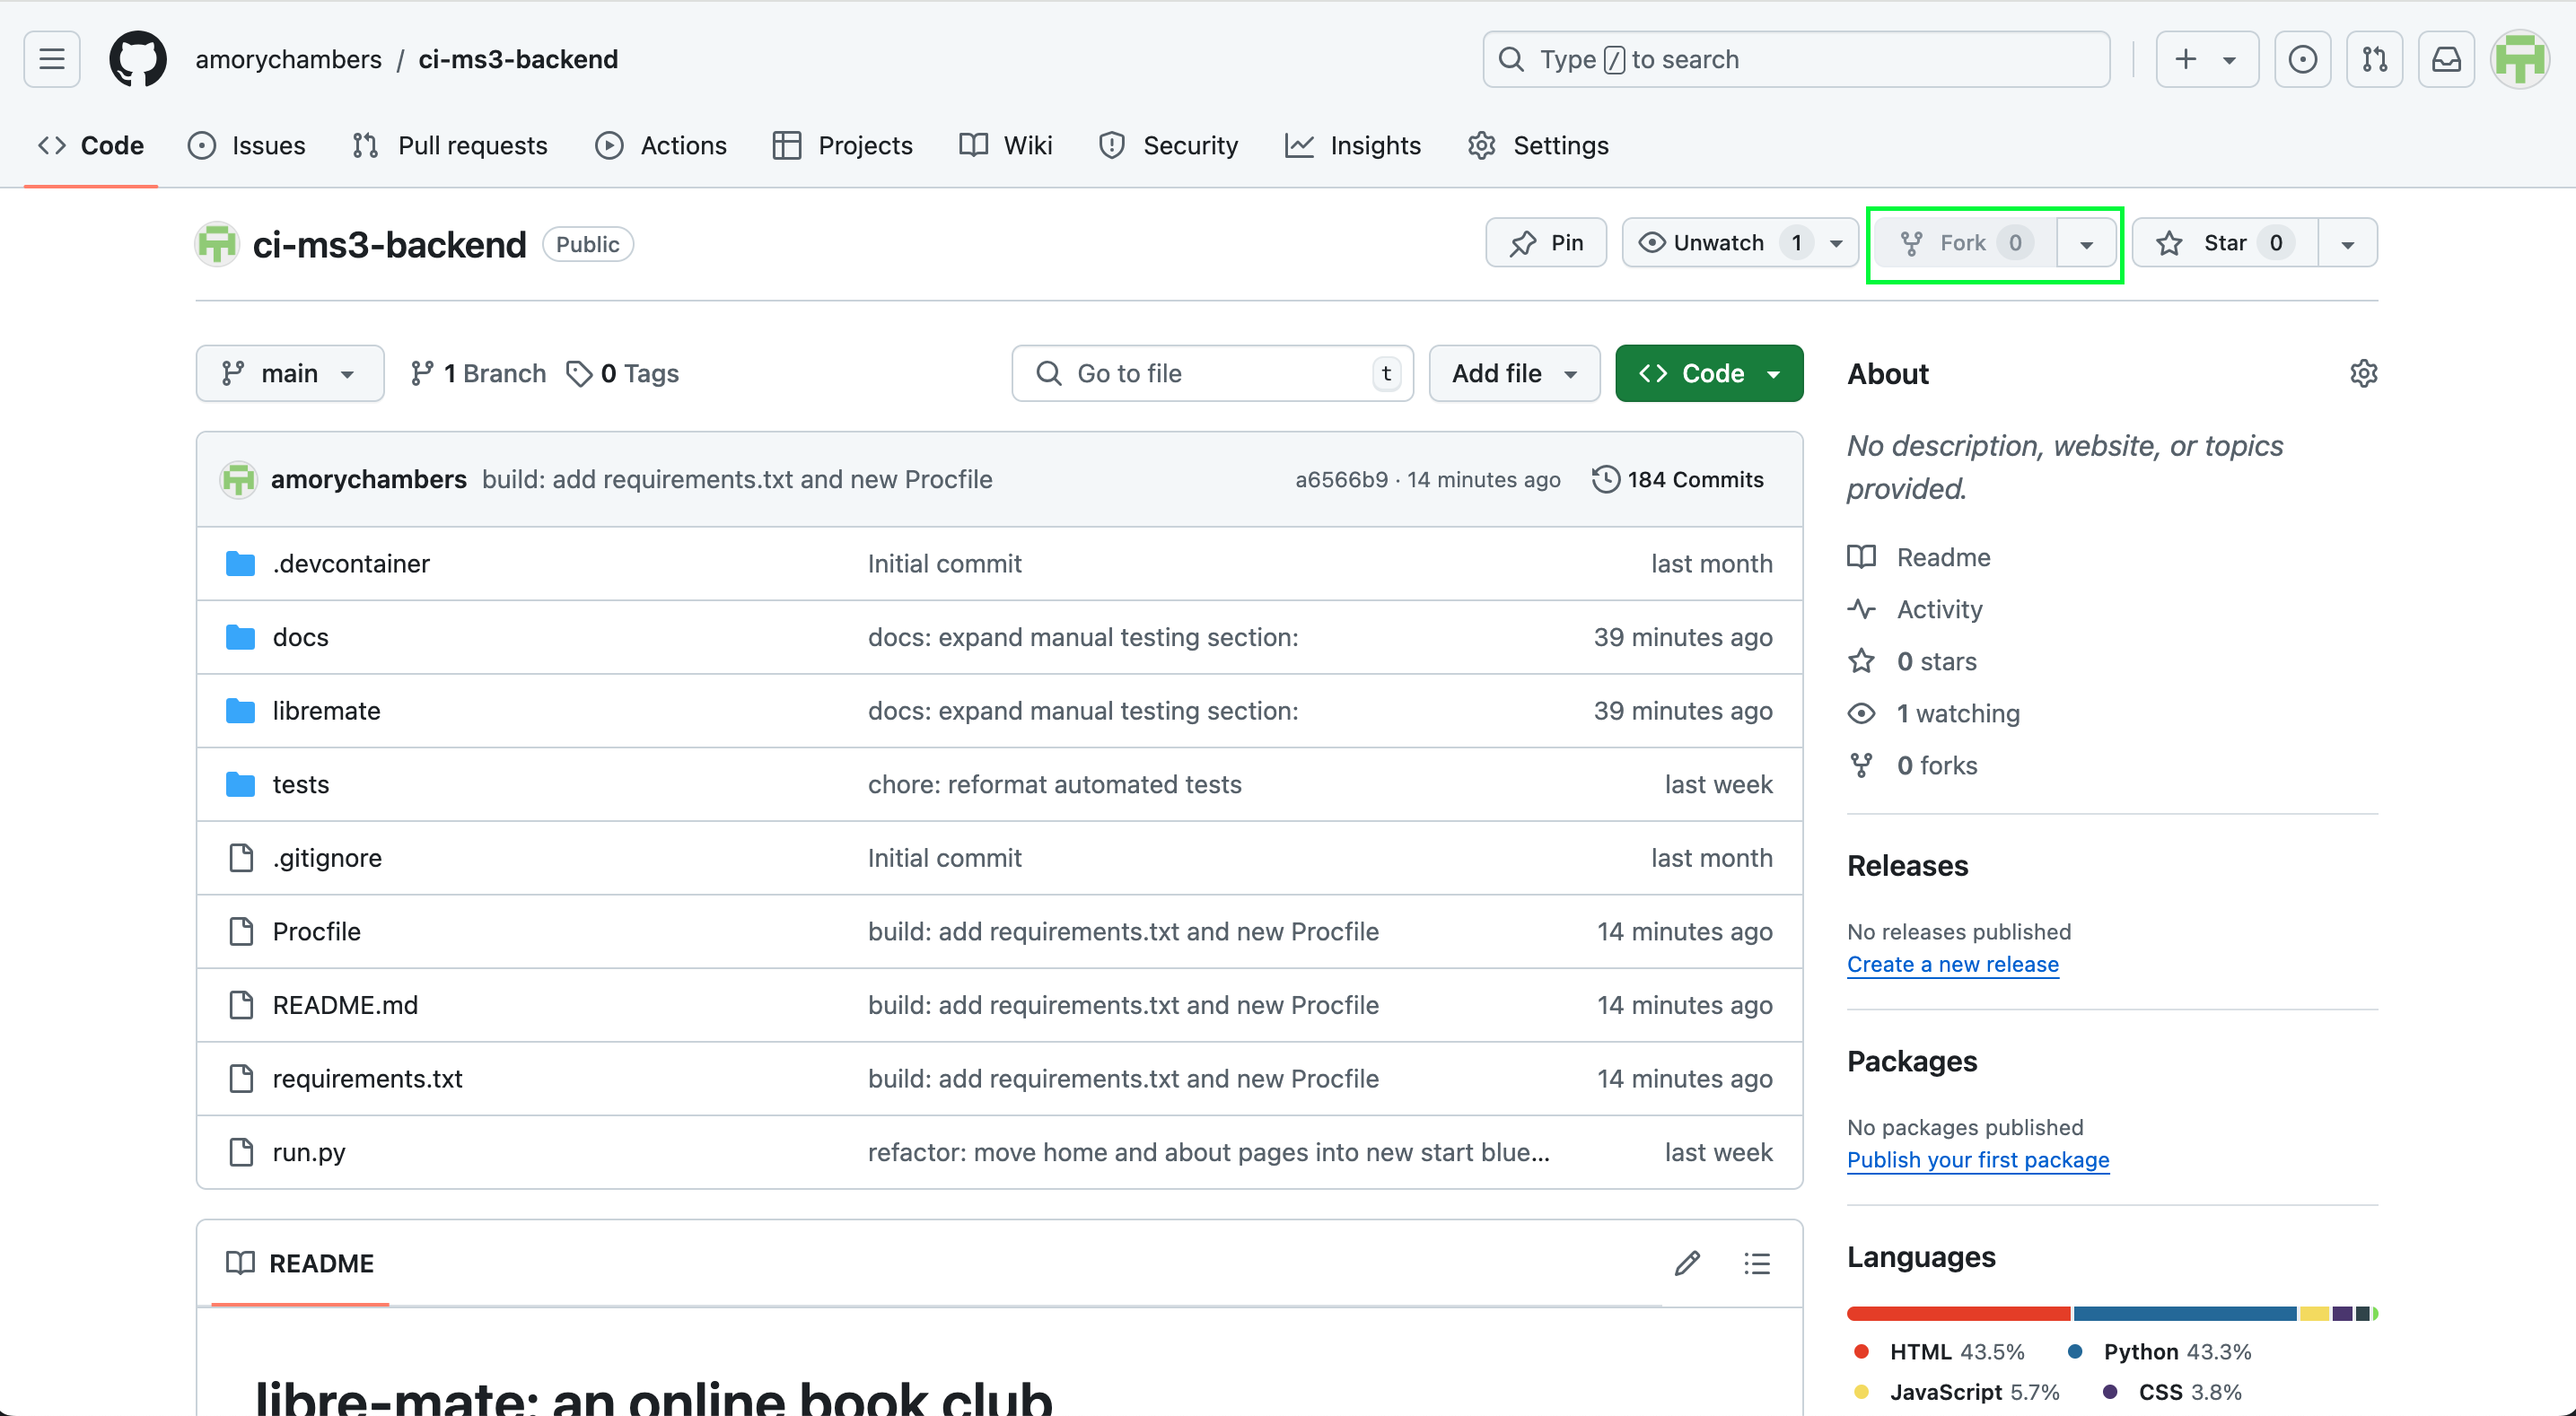 amorychambers / ci-ms3-backend
Type / to search
Code Issues Pull requests Actions Projects Wiki Security Insights Settings
ci-ms3-backend Public
Pin Unwatch 1 Fork 0 Star 0
main 1 Branch 0 Tags Go to file t Add file Code
amorychambers build: add requirements.txt and new Procfile a6566b9 · 14 minutes ago 184 Commits
.devcontainer Initial commit last month
docs docs: expand manual testing section: 39 minutes ago
libremate docs: expand manual testing section: 39 minutes ago
tests chore: reformat automated tests last week
.gitignore Initial commit last month
Procfile build: add requirements.txt and new Procfile 14 minutes ago
README.md build: add requirements.txt and new Procfile 14 minutes ago
requirements.txt build: add requirements.txt and new Procfile 14 minutes ago
run.py refactor: move home and about pages into new start blue... last week
README
libre-mate: an online book club
About
No description, website, or topics
provided.
Readme
Activity
0 stars
1 watching
0 forks
Releases
No releases published
Create a new release
Packages
No packages published
Publish your first package
Languages
HTML 43.5% Python 43.3%
JavaScript 5.7% CSS 3.8%